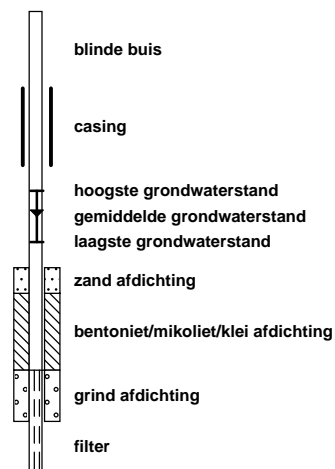 blinde buis
casing
hoogste grondwaterstand
gemiddelde grondwaterstand
laagste grondwaterstand
zand afdichting
bentoniet/mikoliet/klei afdichting
grind afdichting
filter